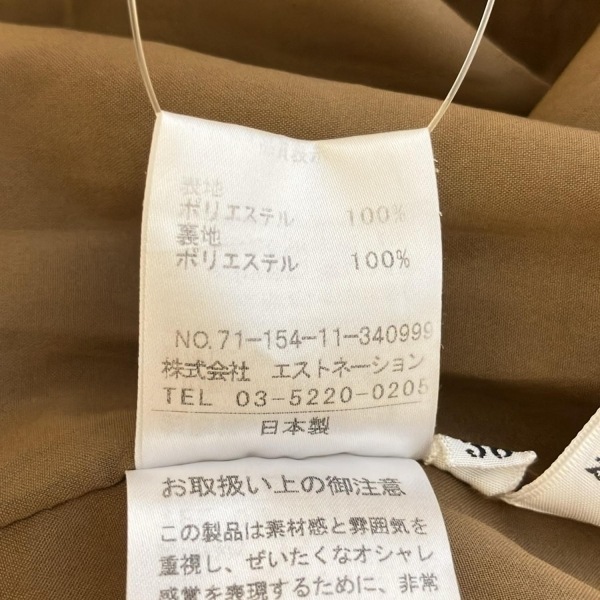 表地
ポリエステル 100%
裏地
ポリエステル 100%
NO.71-154-11-340999
株式会社 エストネーション
TEL 03-5220-0205
日本製
お取扱い上の御注意
この製品は素材感と雰囲気を
重視し、ぜいたくなオシャレ
感覚を表現するために、非常